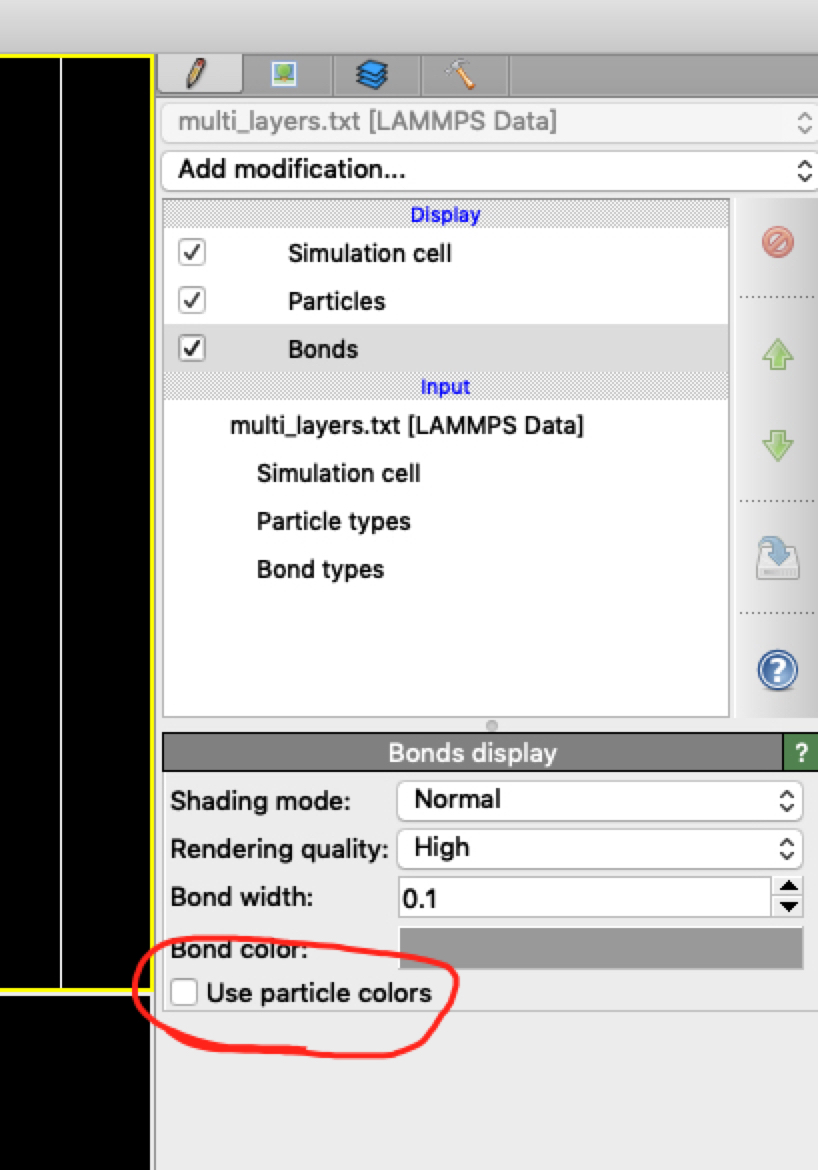 multi_layers.txt [LAMMPS Data]
Add modification...
Display
Simulation cell
Particles
Bonds
Input
multi_layers.txt [LAMMPS Data]
Simulation cell
Particle types
Bond types
?
Bonds display ?
Shading mode: Normal
Rendering quality: High
Bond width: 0.1
Bond color:
Use particle colors